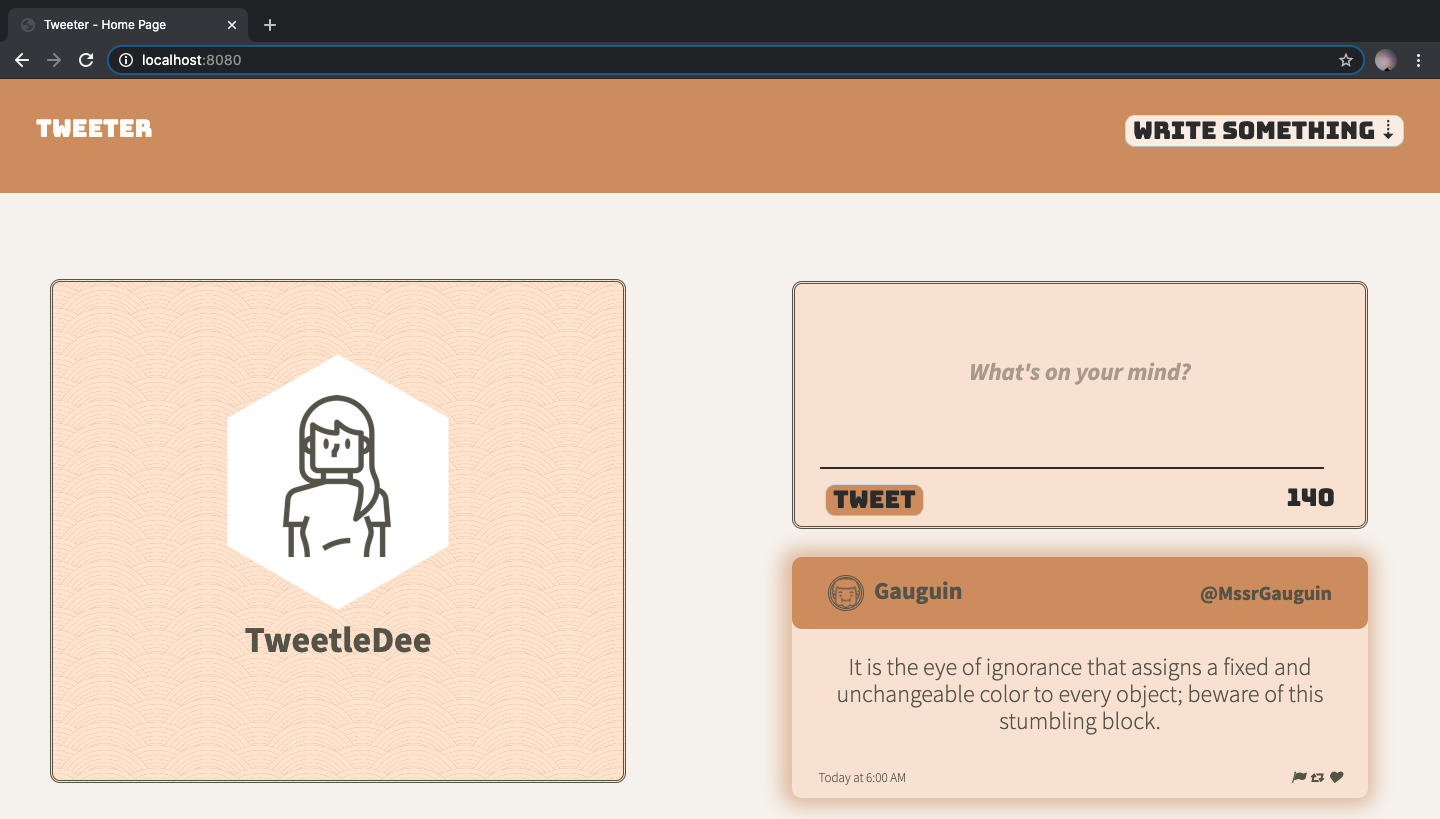 Tweeter - Home Page
localhost:8080
TWEETER
WRITE SOMETHING
TweetleDee
What's on your mind?
TWEET
140
Gauguin
@MssrGauguin
It is the eye of ignorance that assigns a fixed and
unchangeable color to every object; beware of this
stumbling block.
Today at 6:00 AM